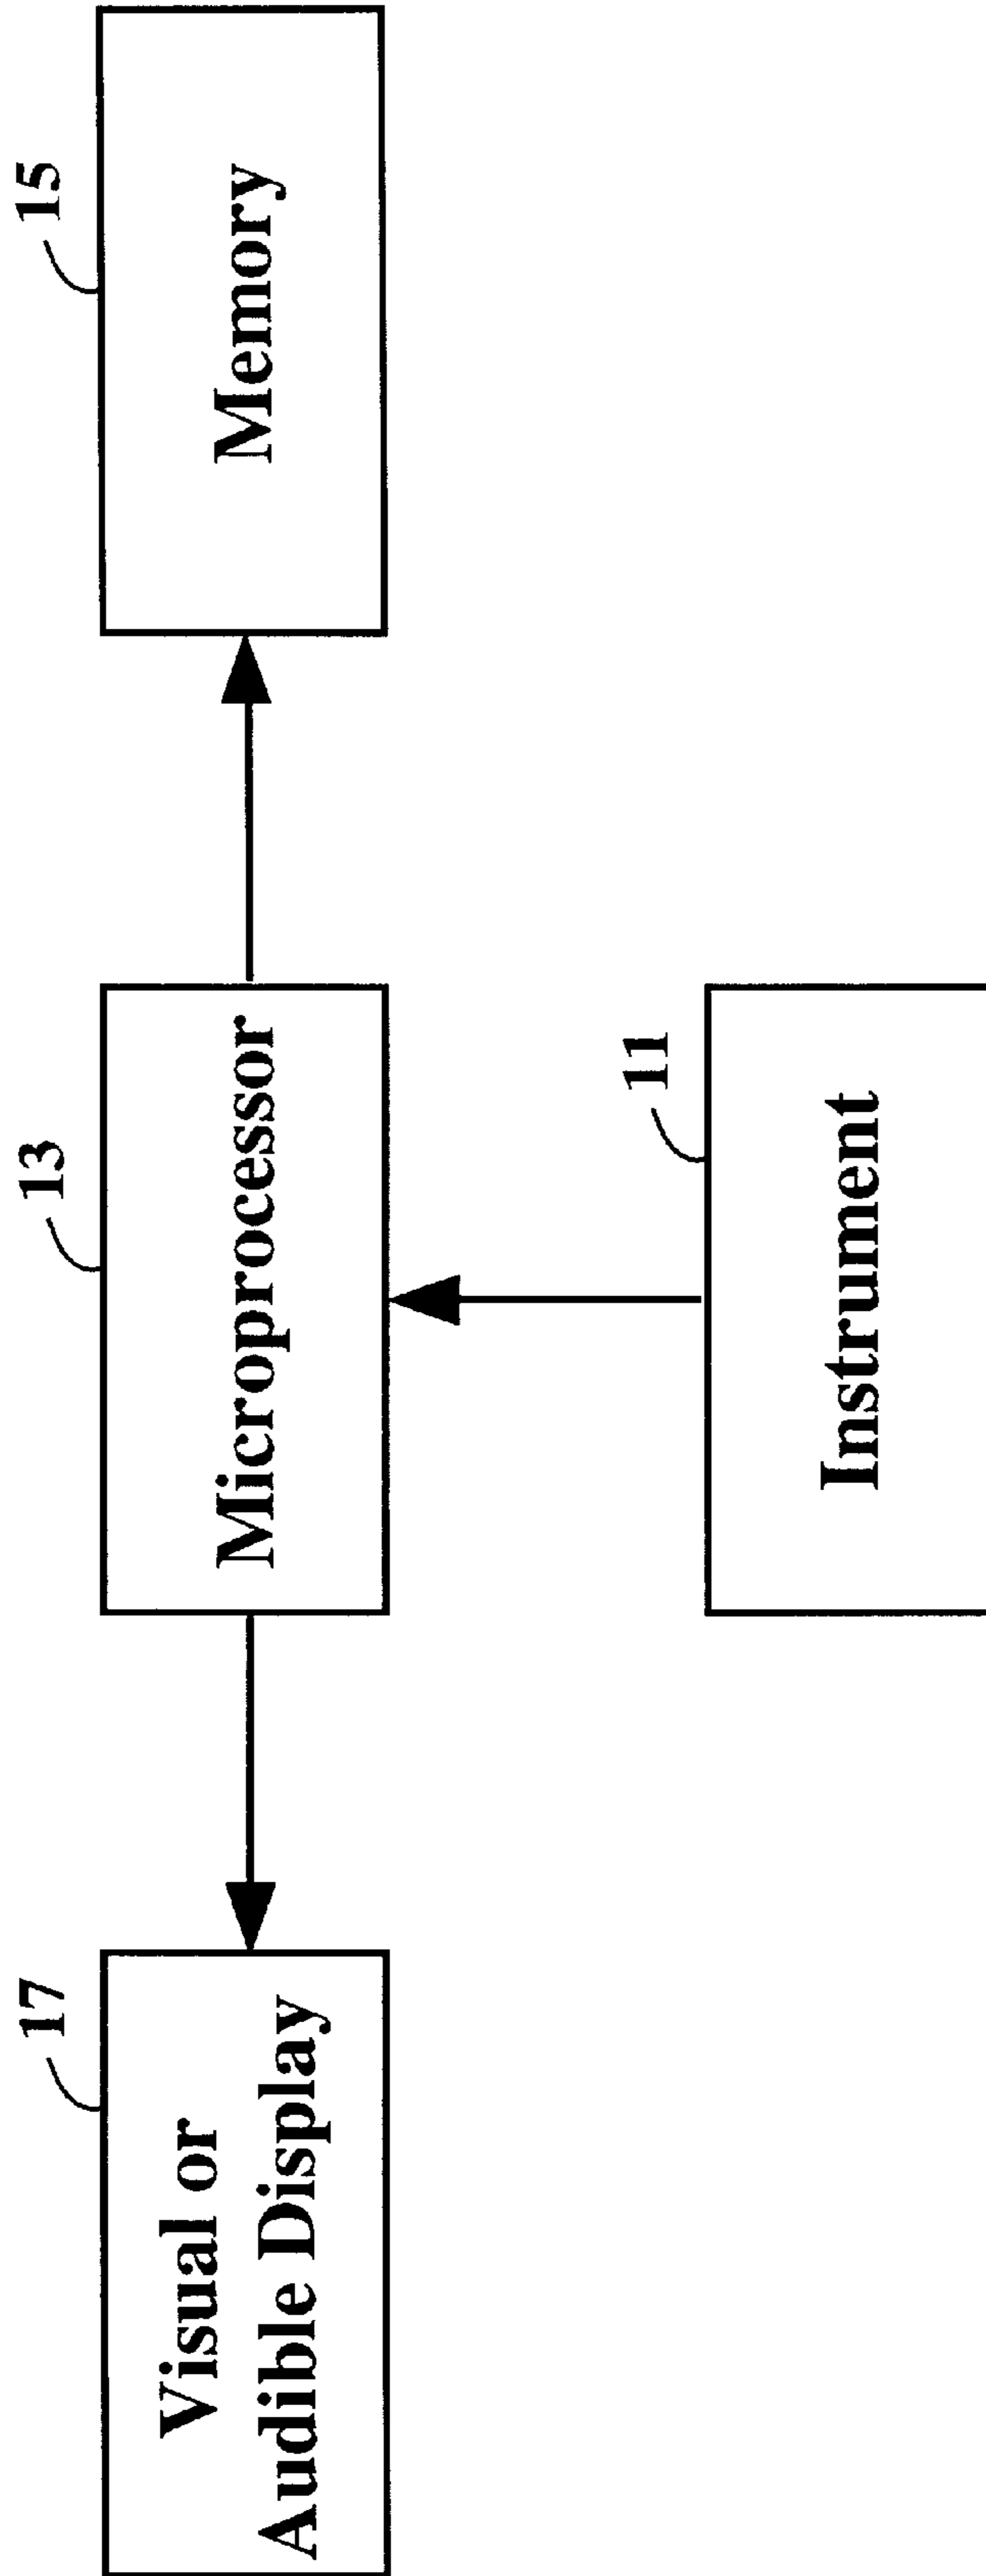 17
Visual or
Audible Display
13
Microprocessor
15
Memory
11
Instrument